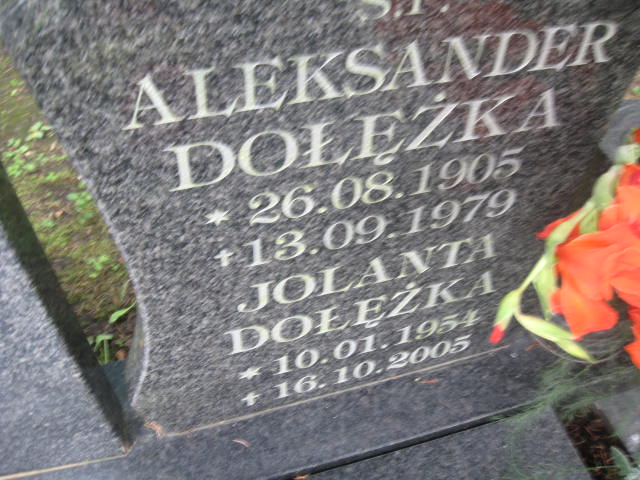 Ś.P.
ALEKSANDER
DOŁĘŻKA
* 26.08.1905
† 13.09.1979
JOLANTA
DOŁĘŻKA
* 10.01.1954
† 16.10.2005